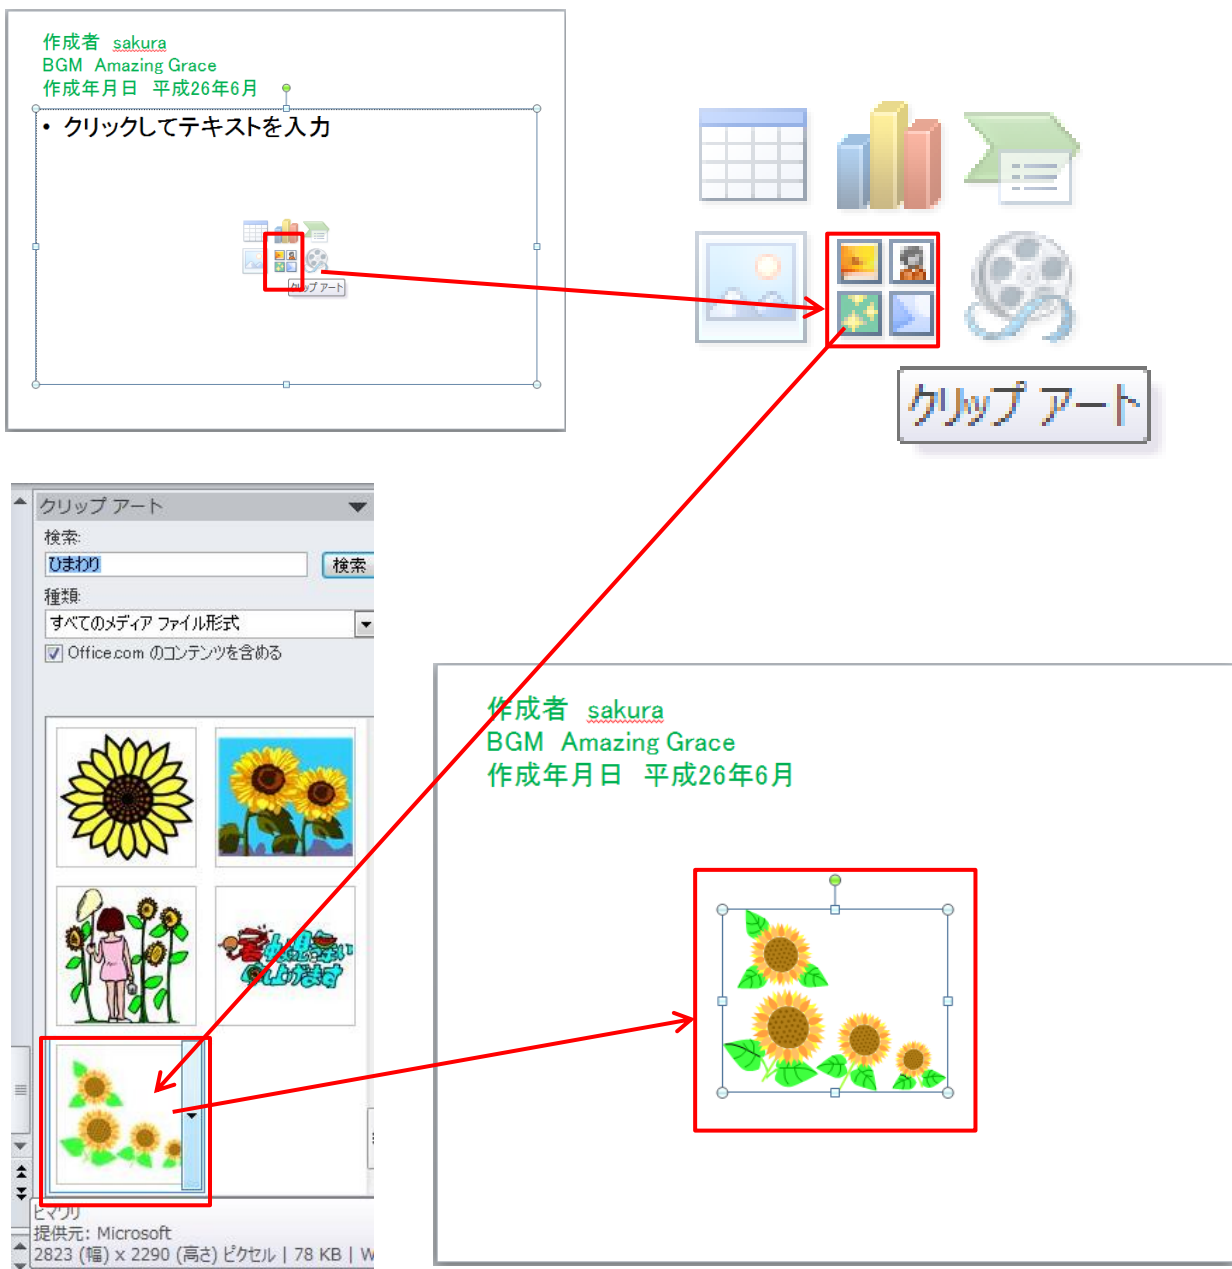 作成者 sakura
BGM Amazing Grace
作成年月日 平成26年6月
• クリックしてテキストを入力
クリップ アート
クリップ アート
クリップ アート
検索:
ひまわり
検索
種類:
すべてのメディア ファイル形式
Office.com のコンテンツを含める
ヒマワリ
提供元: Microsoft
2823 (幅) x 2290 (高さ) ピクセル | 78 KB | W
作成者 sakura
BGM Amazing Grace
作成年月日 平成26年6月